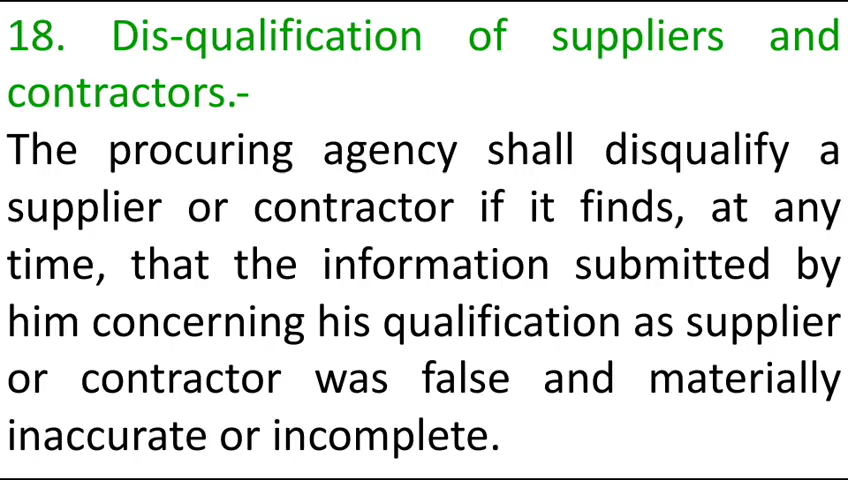 18. Dis-qualification of suppliers and
contractors.-
The procuring agency shall disqualify a
supplier or contractor if it finds, at any
time, that the information submitted by
him concerning his qualification as supplier
or contractor was false and materially
inaccurate or incomplete.